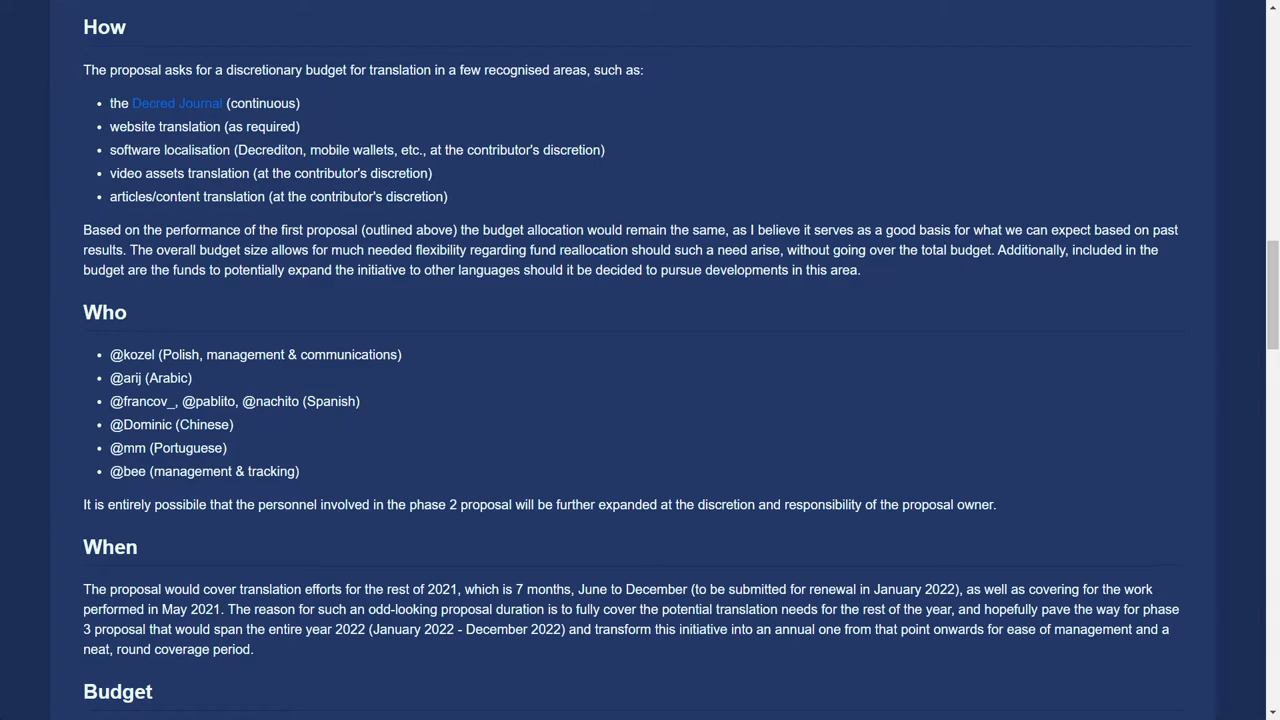 How
The proposal asks for a discretionary budget for translation in a few recognised areas, such as:
• the Decred Journal (continuous)
• website translation (as required)
• software localisation (Decrediton, mobile wallets, etc., at the contributor's discretion)
• video assets translation (at the contributor's discretion)
• articles/content translation (at the contributor's discretion)
Based on the performance of the first proposal (outlined above) the budget allocation would remain the same, as I believe it serves as a good basis for what we can expect based on past
results. The overall budget size allows for much needed flexibility regarding fund reallocation should such a need arise, without going over the total budget. Additionally, included in the
budget are the funds to potentially expand the initiative to other languages should it be decided to pursue developments in this area.
Who
• @kozel (Polish, management & communications)
• @arij (Arabic)
• @francov_, @pablito, @nachito (Spanish)
• @Dominic (Chinese)
• @mm (Portuguese)
• @bee (management & tracking)
It is entirely possibile that the personnel involved in the phase 2 proposal will be further expanded at the discretion and responsibility of the proposal owner.
When
The proposal would cover translation efforts for the rest of 2021, which is 7 months, June to December (to be submitted for renewal in January 2022), as well as covering for the work
performed in May 2021. The reason for such an odd-looking proposal duration is to fully cover the potential translation needs for the rest of the year, and hopefully pave the way for phase
3 proposal that would span the entire year 2022 (January 2022 - December 2022) and transform this initiative into an annual one from that point onwards for ease of management and a
neat, round coverage period.
Budget